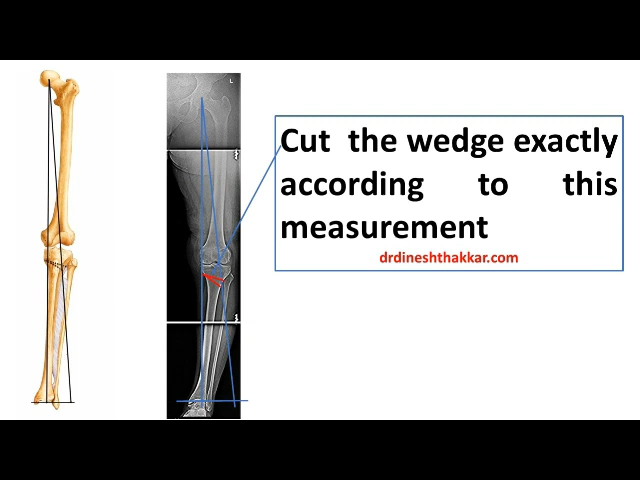 L
Cut the wedge exactly
according to this
measurement
drdineshthakkar.com